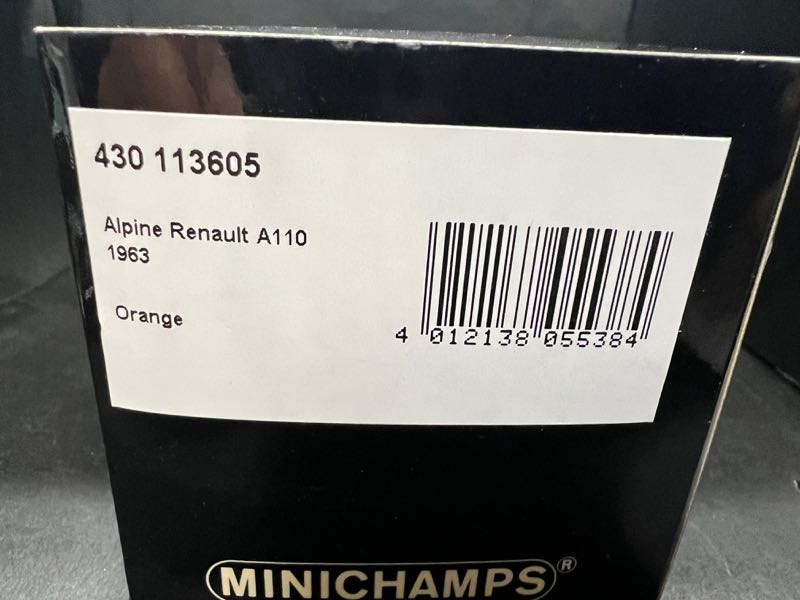 430 113605
Alpine Renault A110
1963
Orange
4 012138 055384
MINICHAMPS®